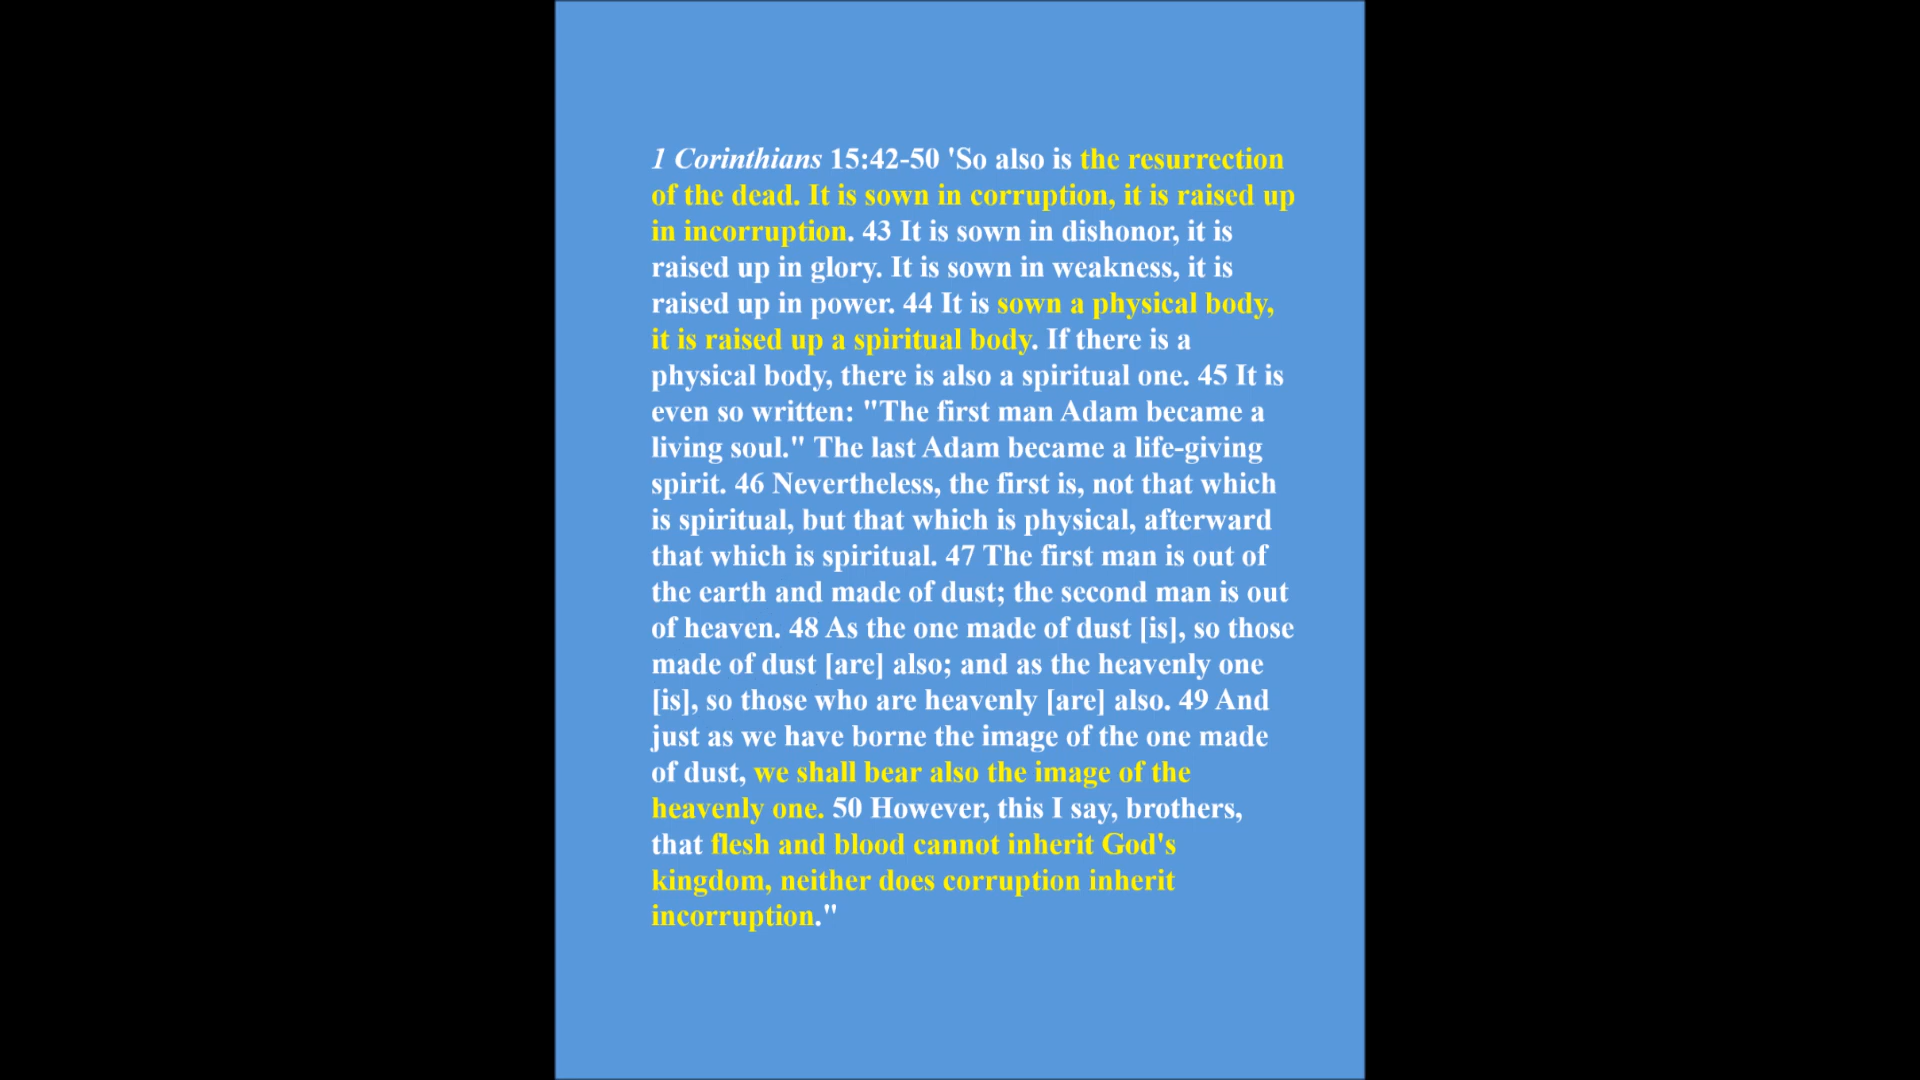 1 Corinthians 15:42-50 'So also is the resurrection
of the dead. It is sown in corruption, it is raised up
in incorruption. 43 It is sown in dishonor, it is
raised up in glory. It is sown in weakness, it is
raised up in power. 44 It is sown a physical body,
it is raised up a spiritual body. If there is a
physical body, there is also a spiritual one. 45 It is
even so written: "The first man Adam became a
living soul." The last Adam became a life-giving
spirit. 46 Nevertheless, the first is, not that which
is spiritual, but that which is physical, afterward
that which is spiritual. 47 The first man is out of
the earth and made of dust; the second man is out
of heaven. 48 As the one made of dust [is], so those
made of dust [are] also; and as the heavenly one
[is], so those who are heavenly [are] also. 49 And
just as we have borne the image of the one made
of dust, we shall bear also the image of the
heavenly one. 50 However, this I say, brothers,
that flesh and blood cannot inherit God's
kingdom, neither does corruption inherit
incorruption."